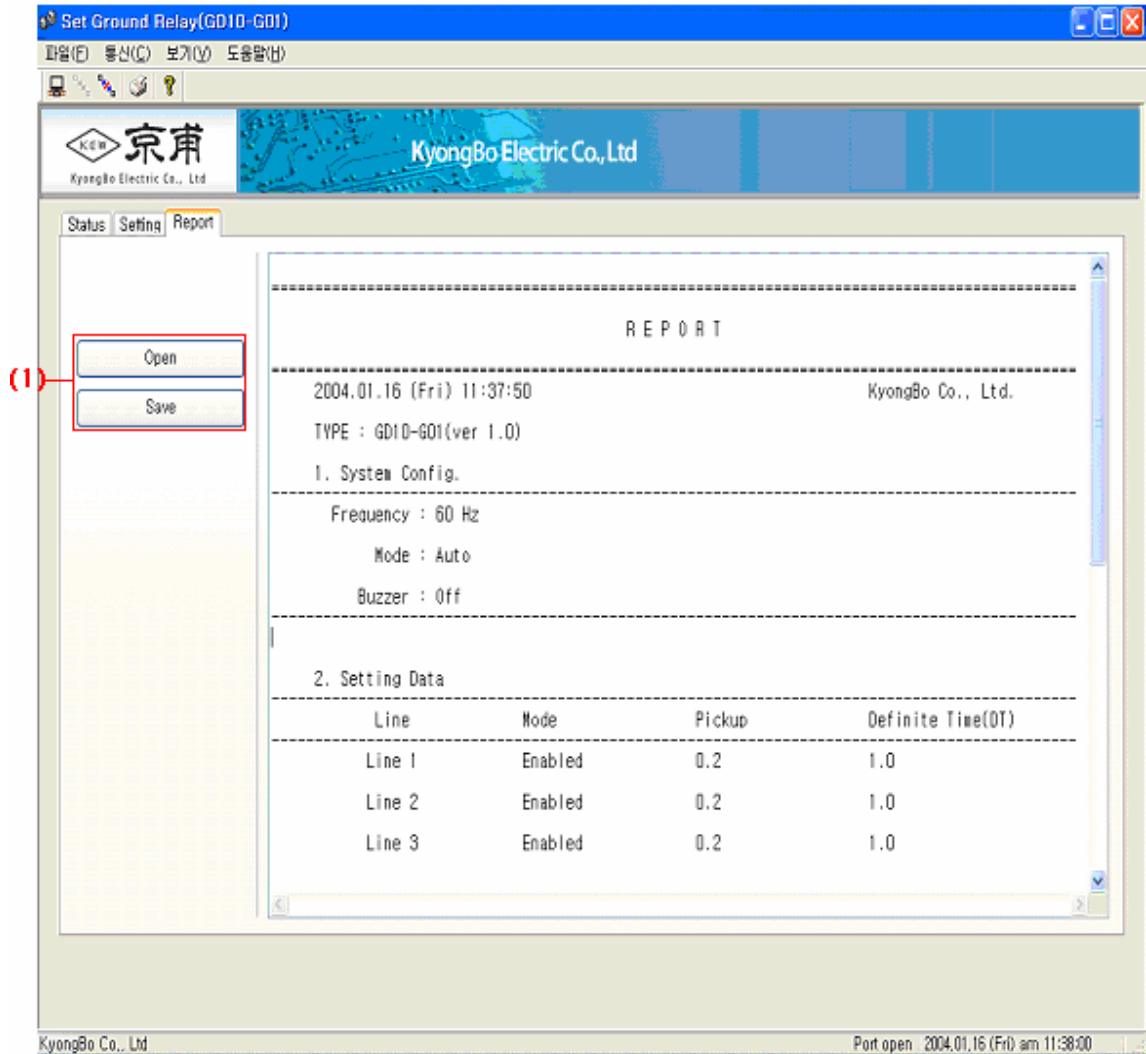 Set Ground Relay(GD10-G01)
파일(F) 통신(C) 보기(V) 도움말(H)
KDW 京甫
KyongBo Electric Co., Ltd
KyongBo Electric Co., Ltd
Status Setting Report
================================================
R E P O R T
================================================
(1)
Open
Save
2004.01.16 (Fri) 11:37:50 KyongBo Co., Ltd.
TYPE : GD10-G01(ver 1.0)
1. System Config.
Frequency : 60 Hz
Mode : Auto
Buzzer : Off
2. Setting Data
Line Mode Pickup Definite Time(DT)
Line 1 Enabled 0.2 1.0
Line 2 Enabled 0.2 1.0
Line 3 Enabled 0.2 1.0
KyongBo Co., Ltd Port open 2004.01.16 (Fri) am 11:38:00